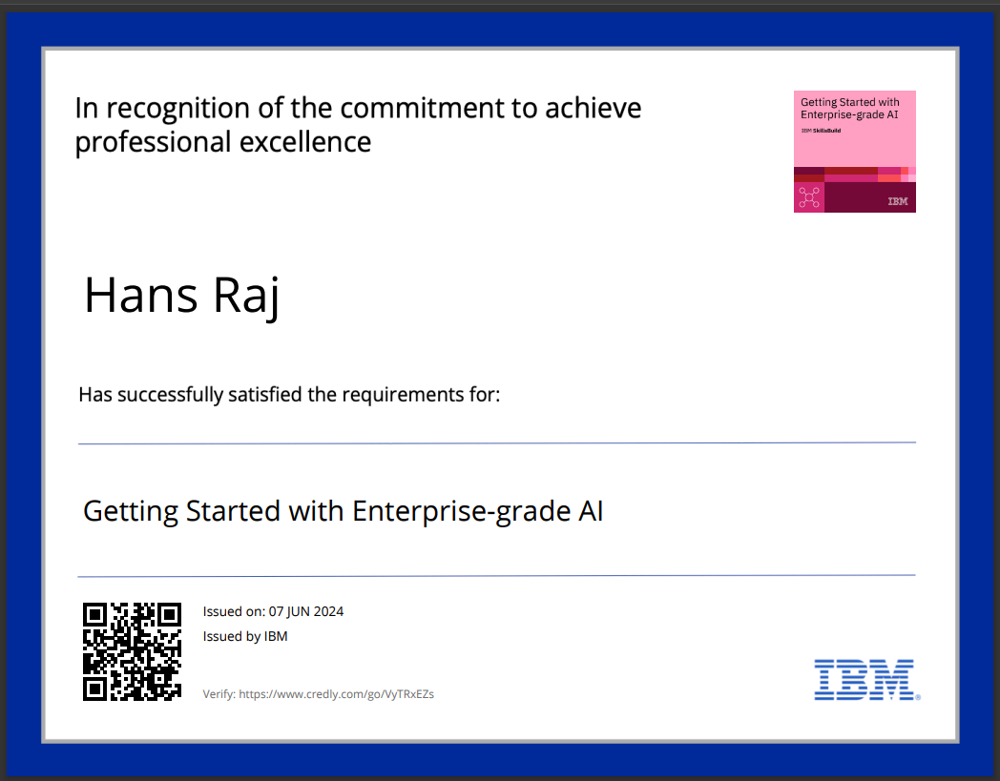 In recognition of the commitment to achieve
professional excellence
Getting Started with
Enterprise-grade AI
IBM SkillsBuild
IBM
Hans Raj
Has successfully satisfied the requirements for:
Getting Started with Enterprise-grade AI
Issued on: 07 JUN 2024
Issued by IBM
Verify: https://www.credly.com/go/VyTRxEZs
IBM®